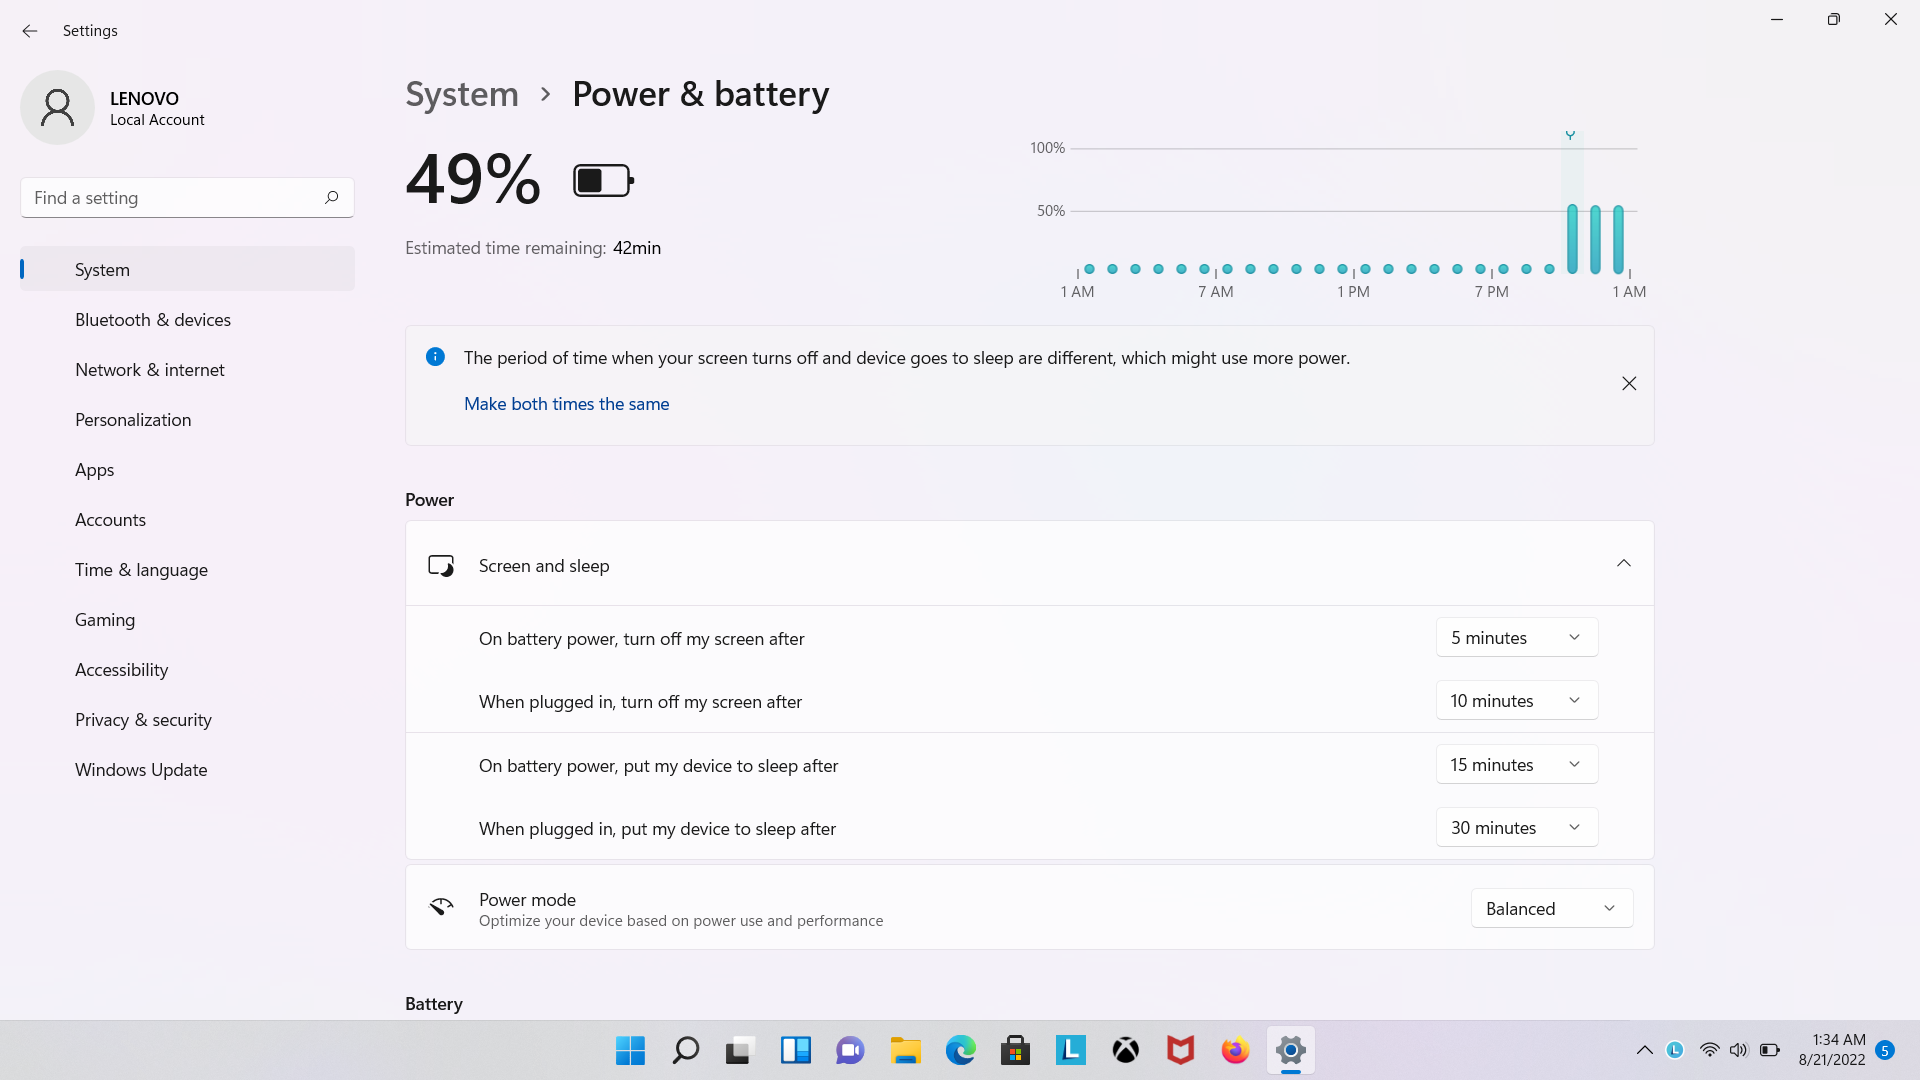 Settings
LENOVO
Local Account
Find a setting
System
Bluetooth & devices
Network & internet
Personalization
Apps
Accounts
Time & language
Gaming
Accessibility
Privacy & security
Windows Update
System > Power & battery
49%
Estimated time remaining: 42min
100%
50%
1 AM 7 AM 1 PM 7 PM 1 AM
The period of time when your screen turns off and device goes to sleep are different, which might use more power.
Make both times the same
Power
Screen and sleep
On battery power, turn off my screen after 5 minutes
When plugged in, turn off my screen after 10 minutes
On battery power, put my device to sleep after 15 minutes
When plugged in, put my device to sleep after 30 minutes
Power mode
Optimize your device based on power use and performance
Balanced
Battery
L
L
1:34 AM
8/21/2022
5